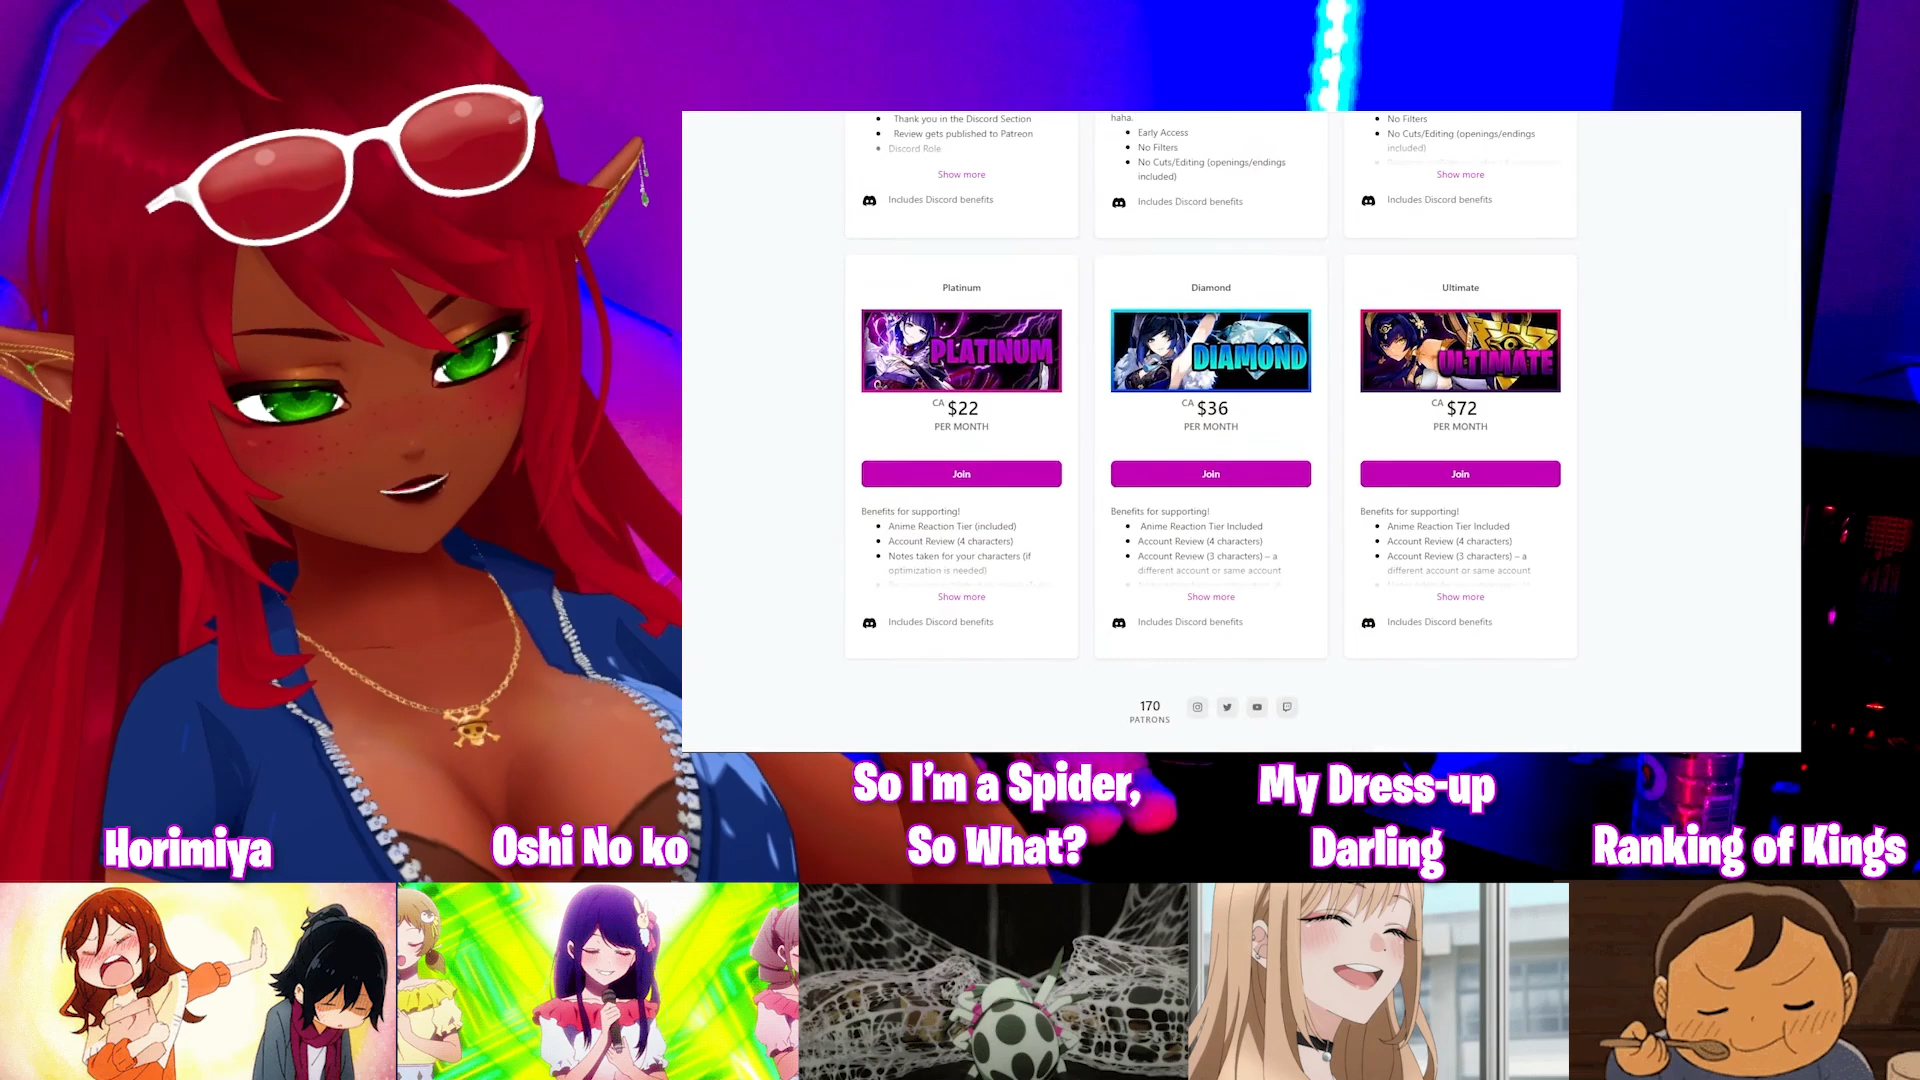 Thank you in the Discord Section
Review gets published to Patreon
Discord Role
Show more
Includes Discord benefits
haha.
Early Access
No Filters
No Cuts/Editing (openings/endings
included)
Includes Discord benefits
No Filters
No Cuts/Editing (openings/endings
included)
Show more
Includes Discord benefits
Platinum
PLATINUM
CA $22
PER MONTH
Join
Benefits for supporting!
Anime Reaction Tier (included)
Account Review (4 characters)
Notes taken for your characters (if
optimization is needed)
Show more
Includes Discord benefits
Diamond
DIAMOND
CA $36
PER MONTH
Join
Benefits for supporting!
Anime Reaction Tier Included
Account Review (4 characters)
Account Review (3 characters) – a
different account or same account
Show more
Includes Discord benefits
Ultimate
ULTIMATE
CA $72
PER MONTH
Join
Benefits for supporting!
Anime Reaction Tier Included
Account Review (4 characters)
Account Review (3 characters) – a
different account or same account
Show more
Includes Discord benefits
170
PATRONS
Horimiya
Oshi No ko
So I'm a Spider,
So What?
My Dress-up
Darling
Ranking of Kings